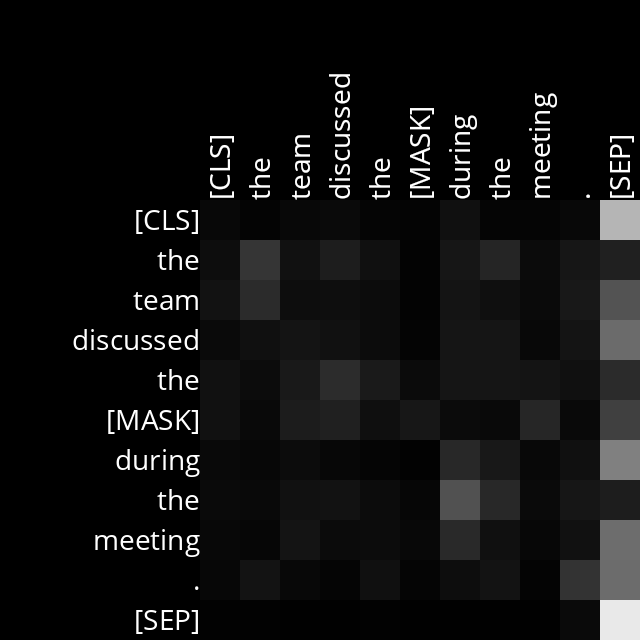 [CLS] the team discussed the [MASK] during the meeting . [SEP]
[CLS]
the
team
discussed
the
[MASK]
during
the
meeting
.
[SEP]